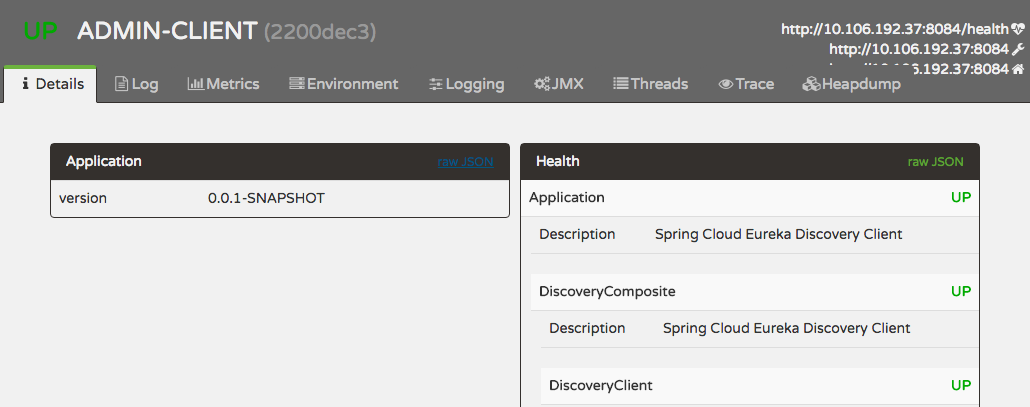 UP ADMIN-CLIENT (2200dec3)
http://10.106.192.37:8084/health
http://10.106.192.37:8084
.106.192.37:8084
Details Log Metrics Environment Logging JMX Threads Trace Heapdump
Application raw JSON
version 0.0.1-SNAPSHOT
Health raw JSON
Application UP
Description Spring Cloud Eureka Discovery Client
DiscoveryComposite UP
Description Spring Cloud Eureka Discovery Client
DiscoveryClient UP